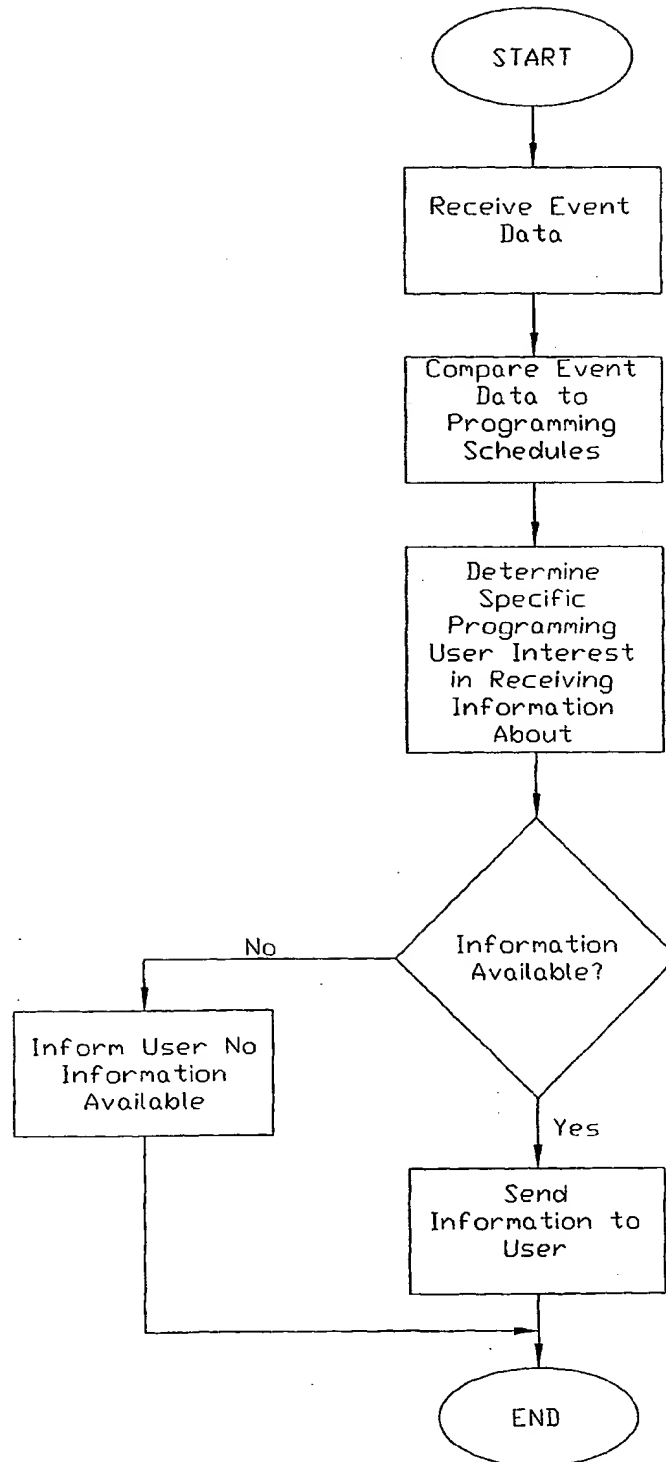 START
Receive Event
Data
Compare Event
Data to
Programming
Schedules
Determine
Specific
Programming
User Interest
in Receiving
Information
About
Information
Available?
No
Inform User No
Information
Available
Yes
Send
Information to
User
END